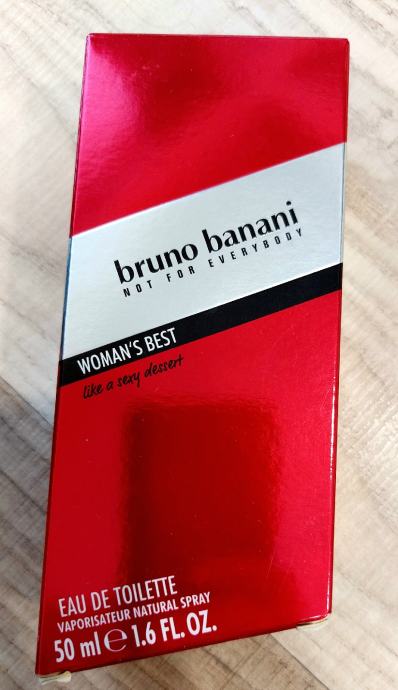 bruno banani
NOT FOR EVERYBODY
WOMAN'S BEST
like a sexy dessert
EAU DE TOILETTE
VAPORISATEUR NATURAL SPRAY
50 ml ℮ 1.6 FL. OZ.